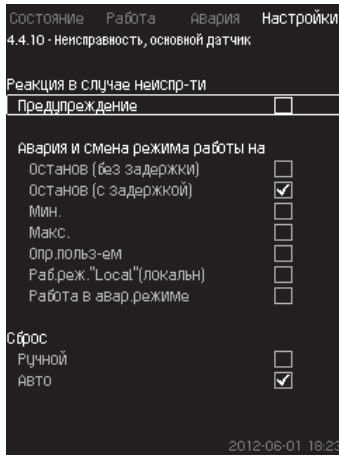 Состояние Работа Авария Настройки
4.4.10 - Неисправность, основной датчик
Реакция в случае неиспр-ти
Предупреждение
Авария и смена режима работы на
Останов (без задержки)
Останов (с задержкой)
Мин.
Макс.
Опр.польз-ем
Раб.реж."Local"(локальн)
Работа в авар.режиме
Сброс
Ручной
Авто
2012-06-01 18:23